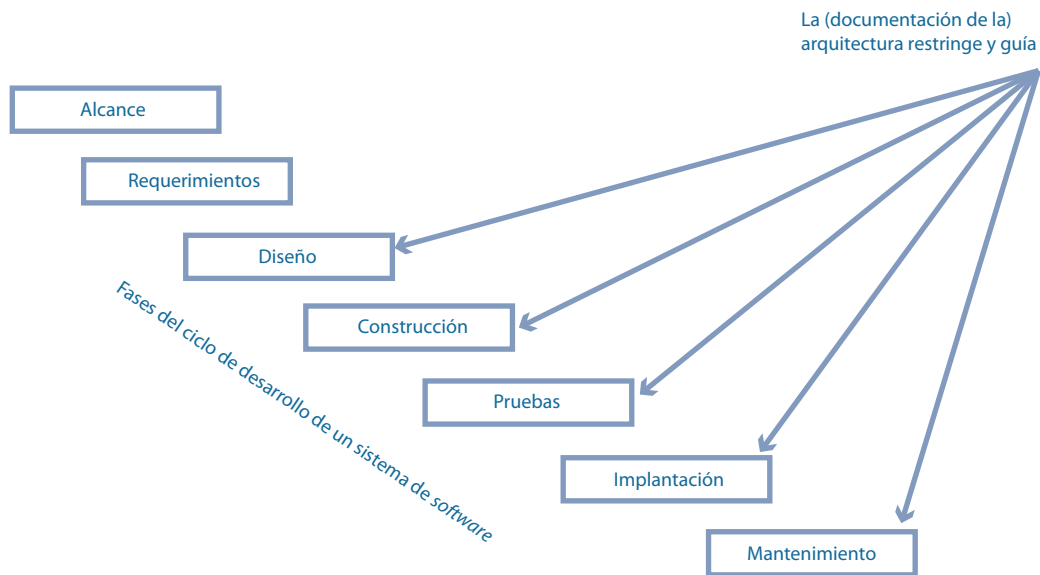 La (documentación de la)
arquitectura restringe y guía
Alcance
Requerimientos
Diseño
Construcción
Pruebas
Implantación
Mantenimiento
Fases del ciclo de desarrollo de un sistema de software